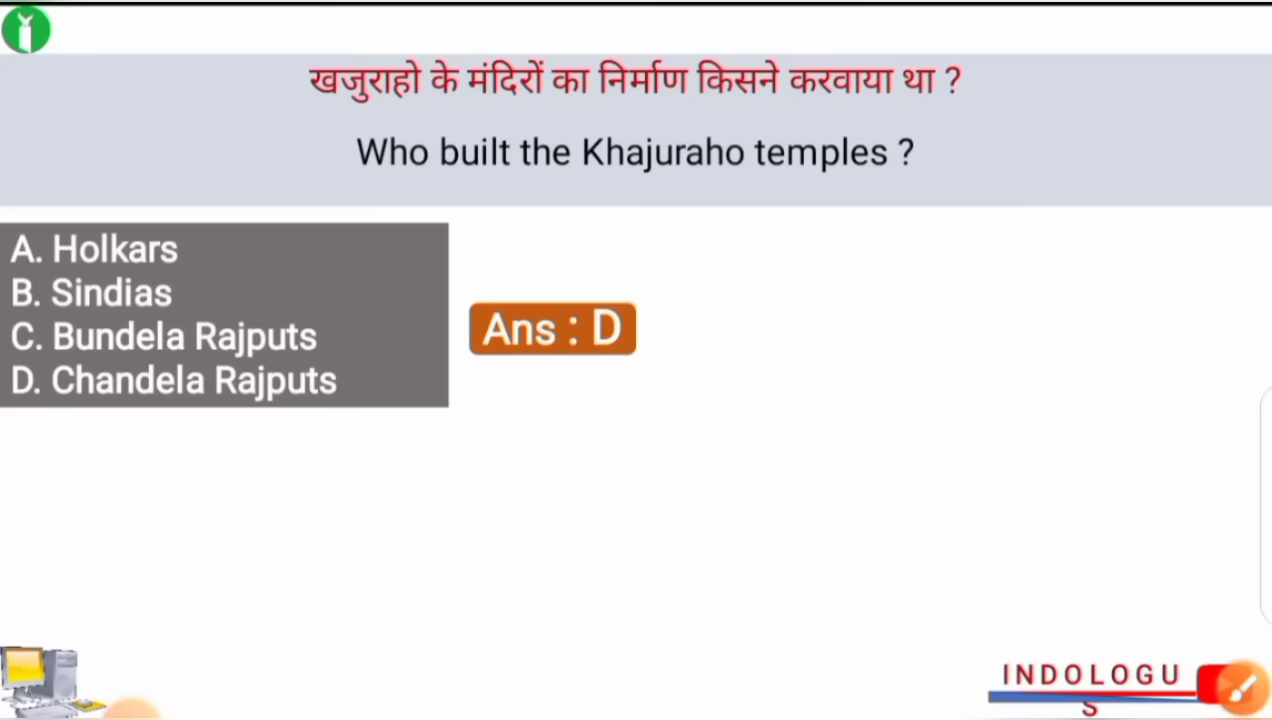 खजुराहो के मंदिरों का निर्माण किसने करवाया था ?
Who built the Khajuraho temples ?
A. Holkars
B. Sindias
C. Bundela Rajputs
D. Chandela Rajputs
Ans : D
INDOLOGU
S